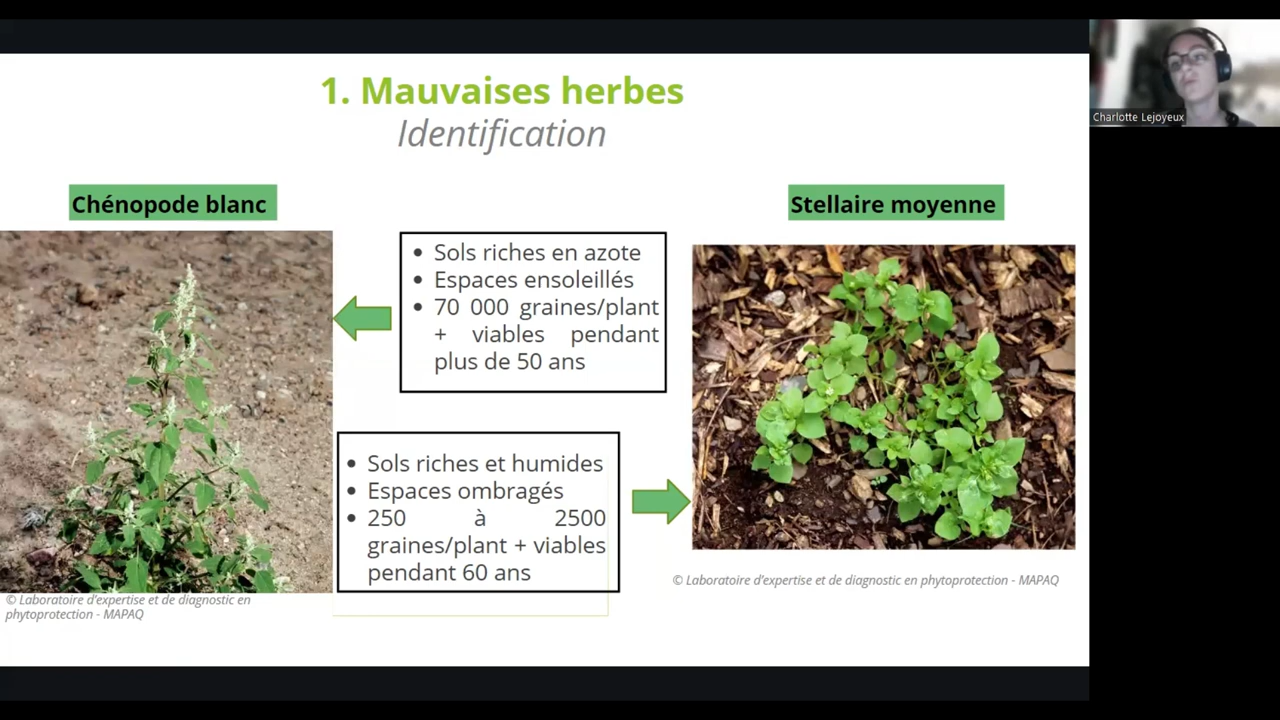 1. Mauvaises herbes
Identification
Chénopode blanc
Stellaire moyenne
• Sols riches en azote
• Espaces ensoleillés
• 70 000 graines/plant
+ viables pendant
plus de 50 ans
• Sols riches et humides
• Espaces ombragés
• 250 à 2500
graines/plant + viables
pendant 60 ans
© Laboratoire d'expertise et de diagnostic en
phytoprotection - MAPAQ
© Laboratoire d'expertise et de diagnostic en phytoprotection - MAPAQ
Charlotte Lejoyeux